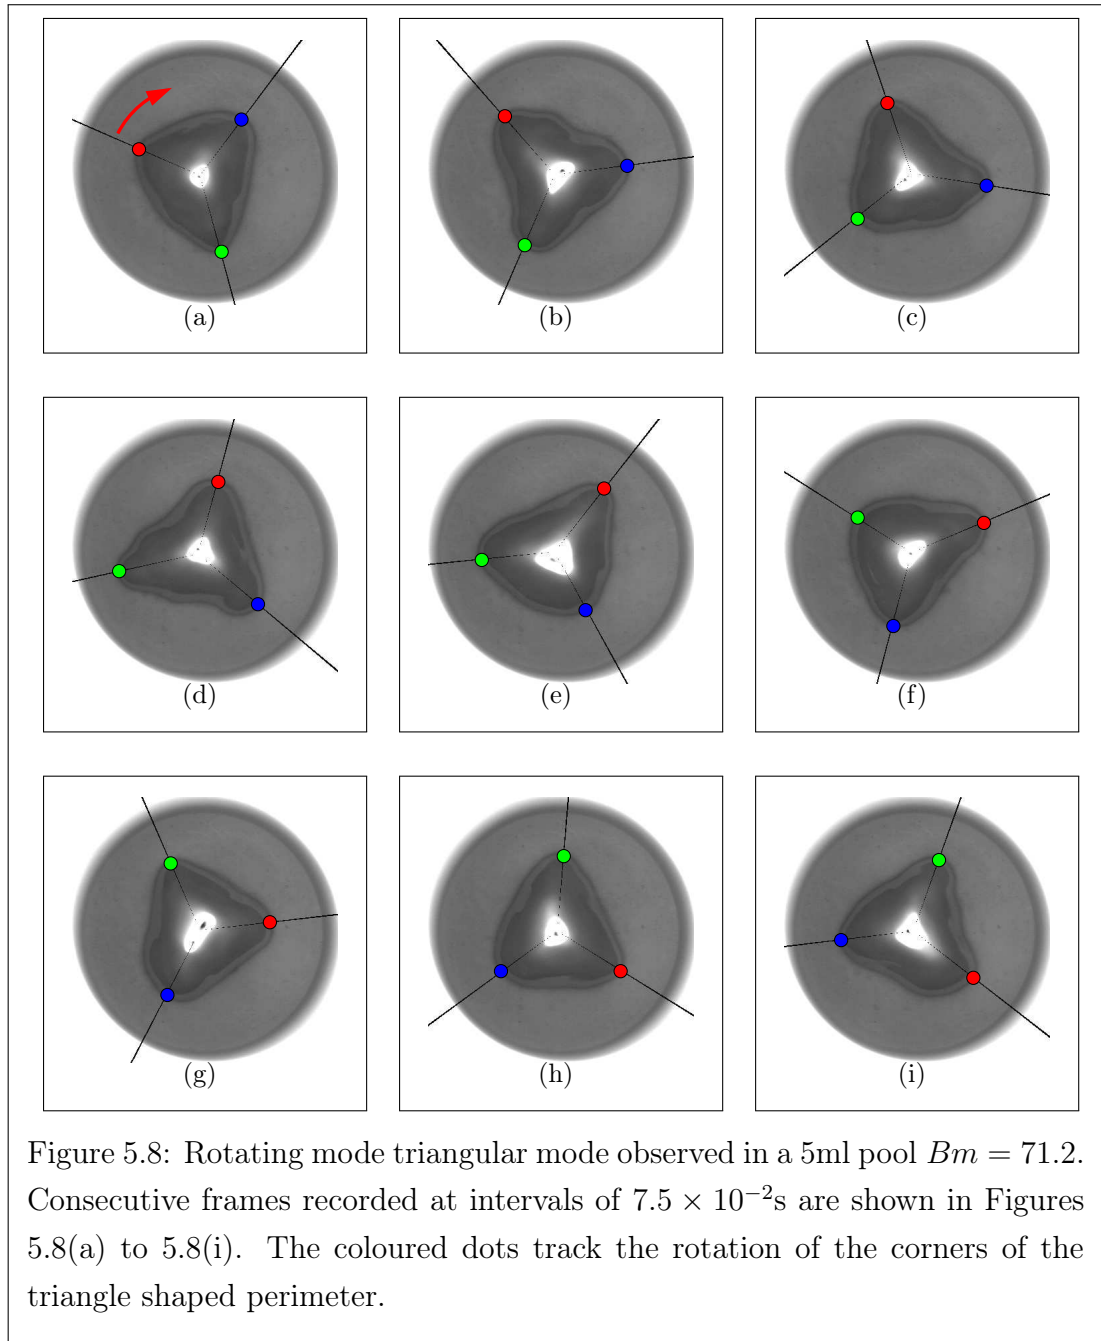 (a)
(b)
(c)
(d)
(e)
(f)
(g)
(h)
(i)
Figure 5.8: Rotating mode triangular mode observed in a 5ml pool Bm = 71.2.
Consecutive frames recorded at intervals of 7.5 × 10⁻²s are shown in Figures
5.8(a) to 5.8(i). The coloured dots track the rotation of the corners of the
triangle shaped perimeter.